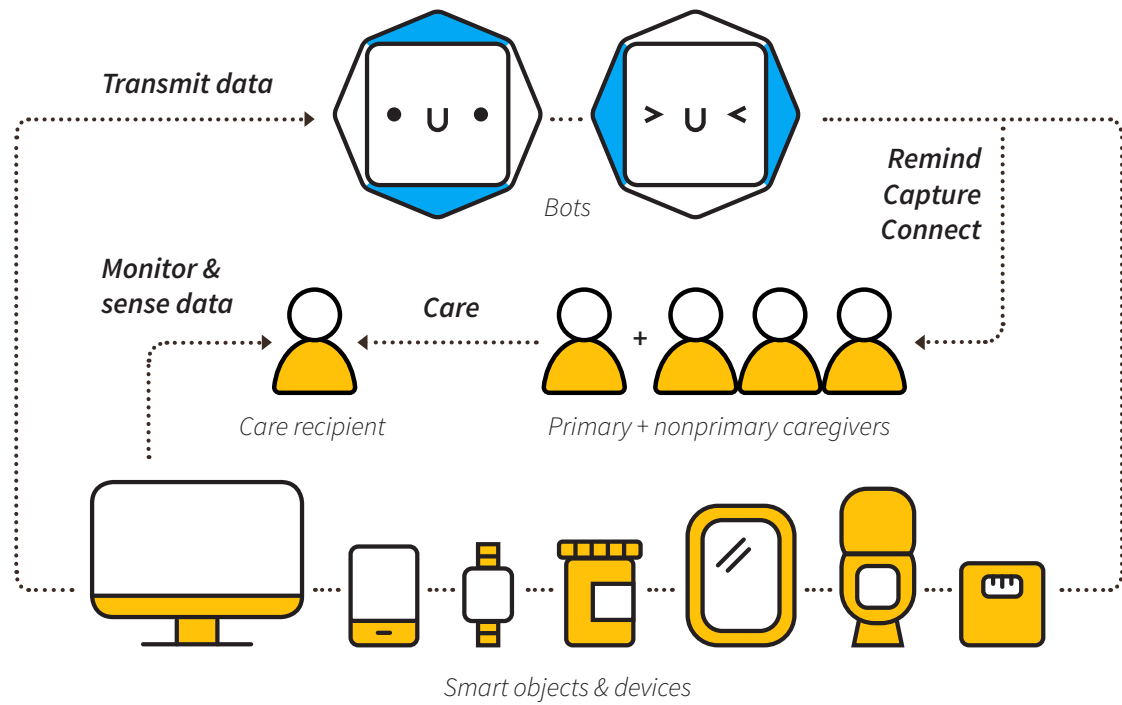 Transmit data
Bots
Remind
Capture
Connect
Monitor &
sense data
Care
+
Care recipient
Primary + nonprimary caregivers
Smart objects & devices